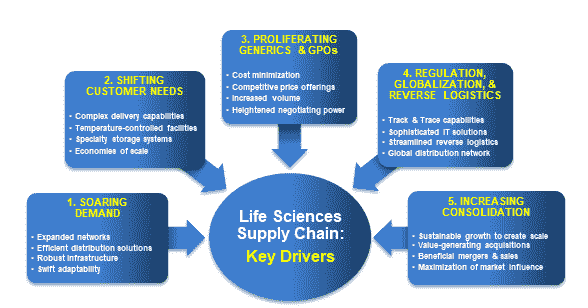 1. SOARING
DEMAND
• Expanded networks
• Efficient distribution solutions
• Robust infrastructure
• Swift adaptability
2. SHIFTING
CUSTOMER NEEDS
• Complex delivery capabilities
• Temperature-controlled facilities
• Specialty storage systems
• Economies of scale
3. PROLIFERATING
GENERICS & GPOs
• Cost minimization
• Competitive price offerings
• Increased volume
• Heightened negotiating power
4. REGULATION,
GLOBALIZATION, &
REVERSE LOGISTICS
• Track & Trace capabilities
• Sophisticated IT solutions
• Streamlined reverse logistics
• Global distribution network
5. INCREASING
CONSOLIDATION
• Sustainable growth to create scale
• Value-generating acquisitions
• Beneficial mergers & sales
• Maximization of market influence
Life Sciences
Supply Chain:
Key Drivers